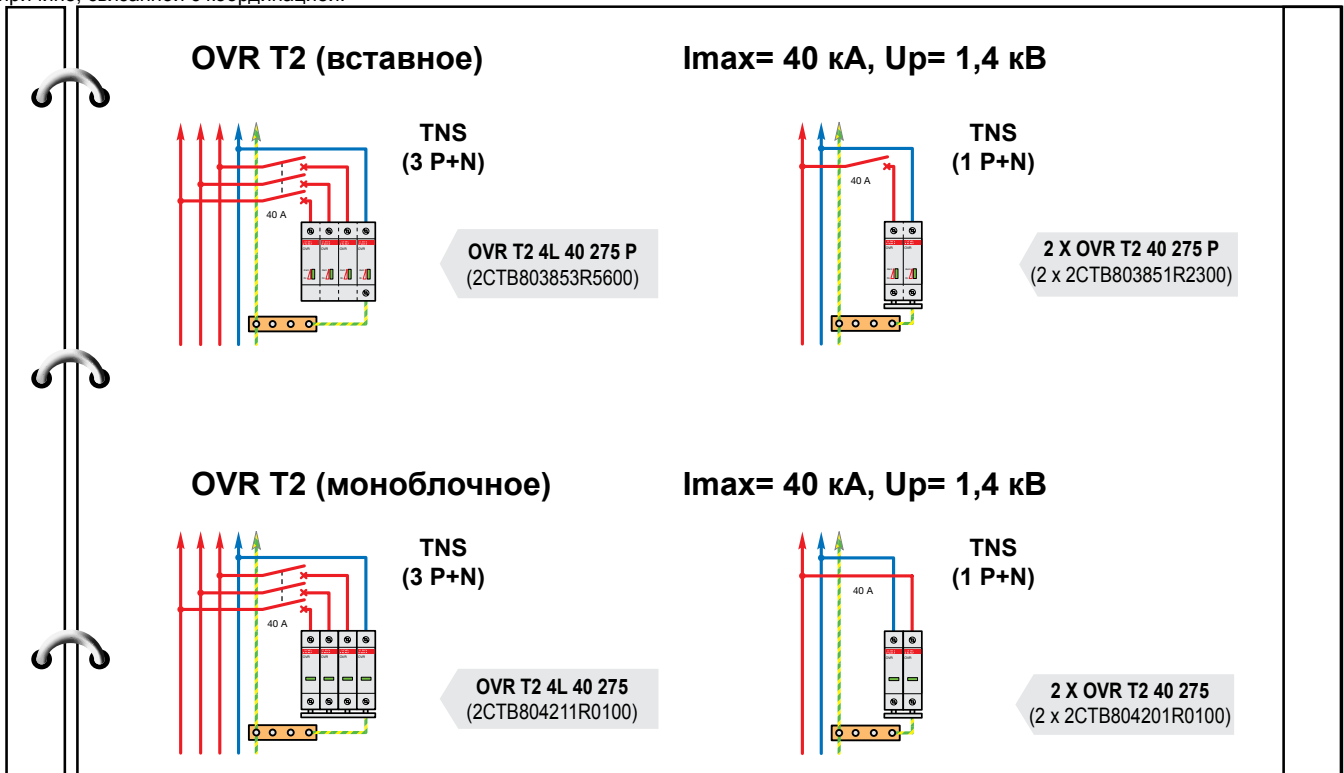 OVR T2 (вставное)
Imax= 40 кА, Up= 1,4 кВ
TNS
(3 P+N)
40 A
OVR T2 4L 40 275 P
(2CTB803853R5600)
TNS
(1 P+N)
40 A
2 X OVR T2 40 275 P
(2 x 2CTB803851R2300)
OVR T2 (моноблочное)
Imax= 40 кА, Up= 1,4 кВ
TNS
(3 P+N)
40 A
OVR T2 4L 40 275
(2CTB804211R0100)
TNS
(1 P+N)
40 A
2 X OVR T2 40 275
(2 x 2CTB804201R0100)